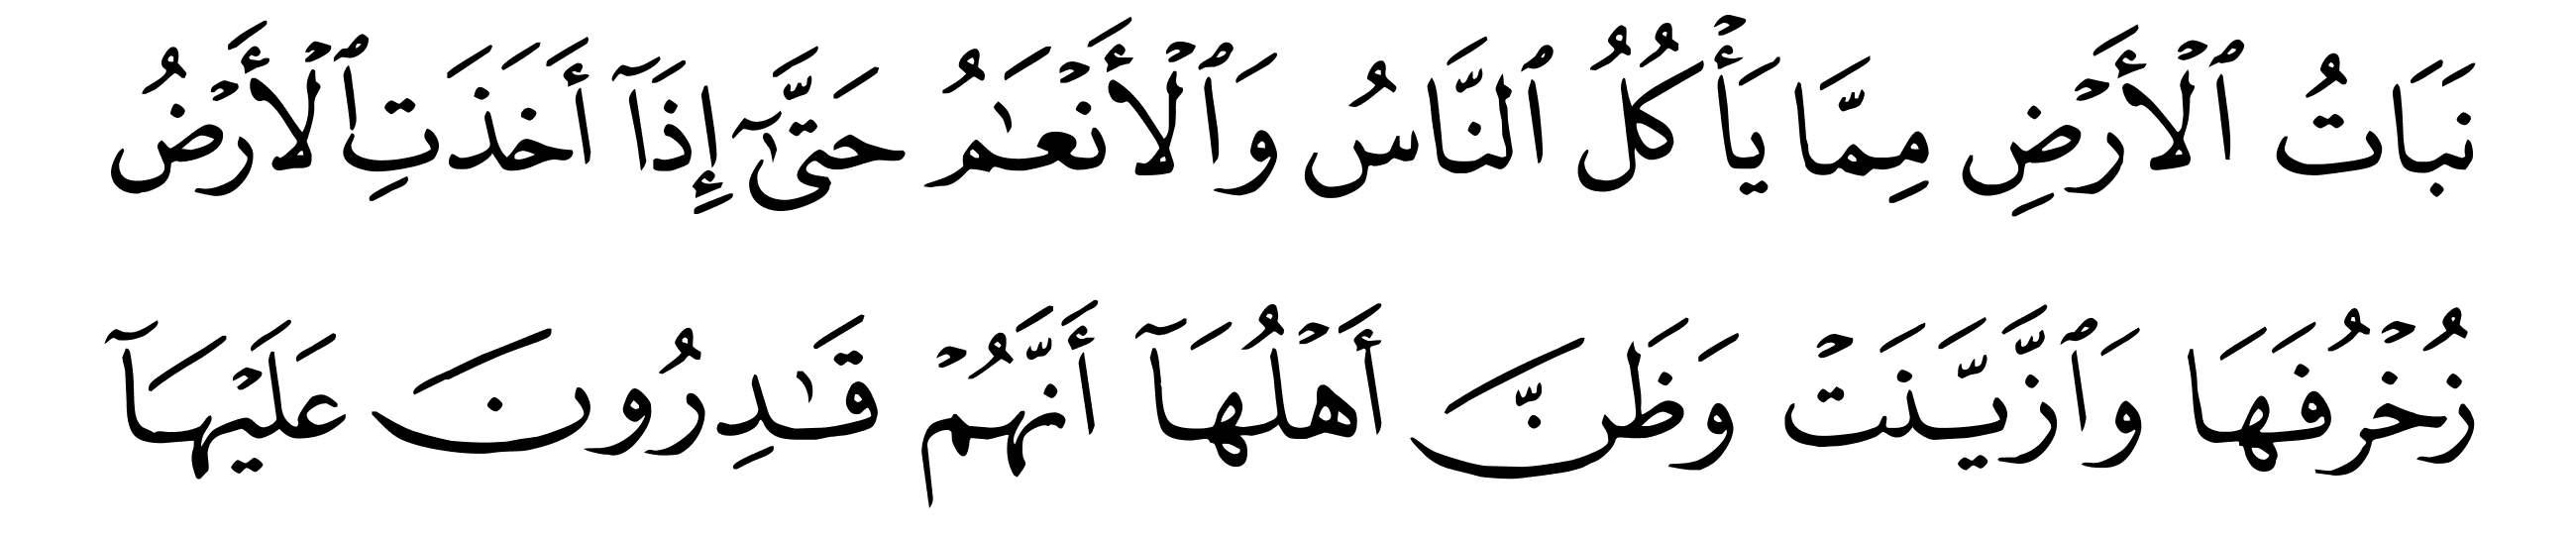 نَبَاتُ ٱلْأَرْضِ مِمَّا يَأْكُلُ ٱلنَّاسُ وَٱلْأَنْعَٰمُ حَتَّىٰٓ إِذَآ أَخَذَتِ ٱلْأَرْضُ
زُخْرُفَهَا وَٱزَّيَّنَتْ وَظَنَّ أَهْلُهَآ أَنَّهُمْ قَٰدِرُونَ عَلَيْهَآ